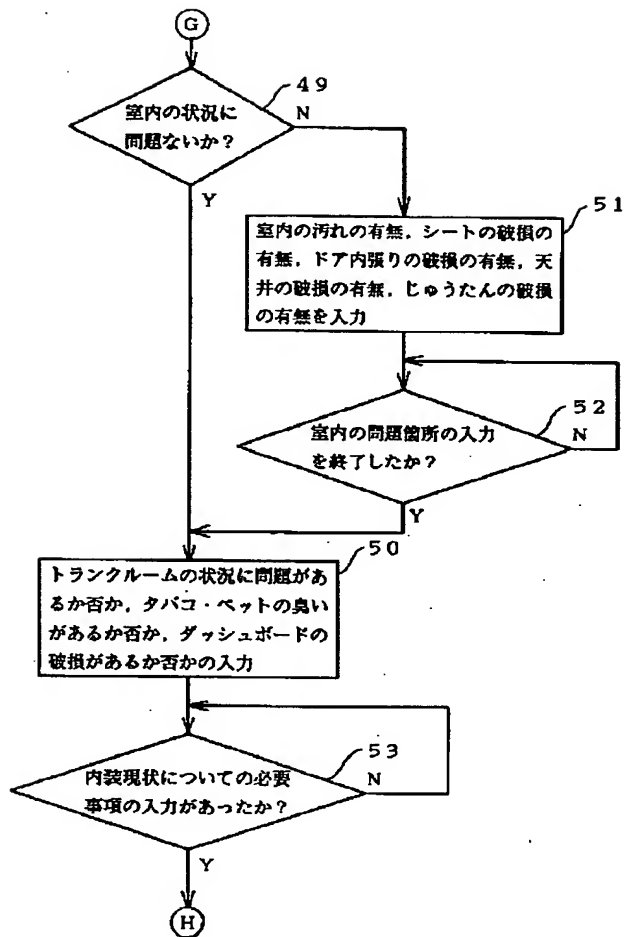 G
49
室内の状況に
問題ないか？
N
Y
51
室内の汚れの有無，シートの破損の
有無，ドア内張りの破損の有無，天
井の破損の有無，じゅうたんの破損
の有無を入力
52
室内の問題箇所の入力
を終了したか？
N
Y
50
トランクルームの状況に問題があ
るか否か，タバコ・ペットの臭い
があるか否か，ダッシュボードの
破損があるか否かの入力
53
内装現状についての必要
事項の入力があったか？
N
Y
H